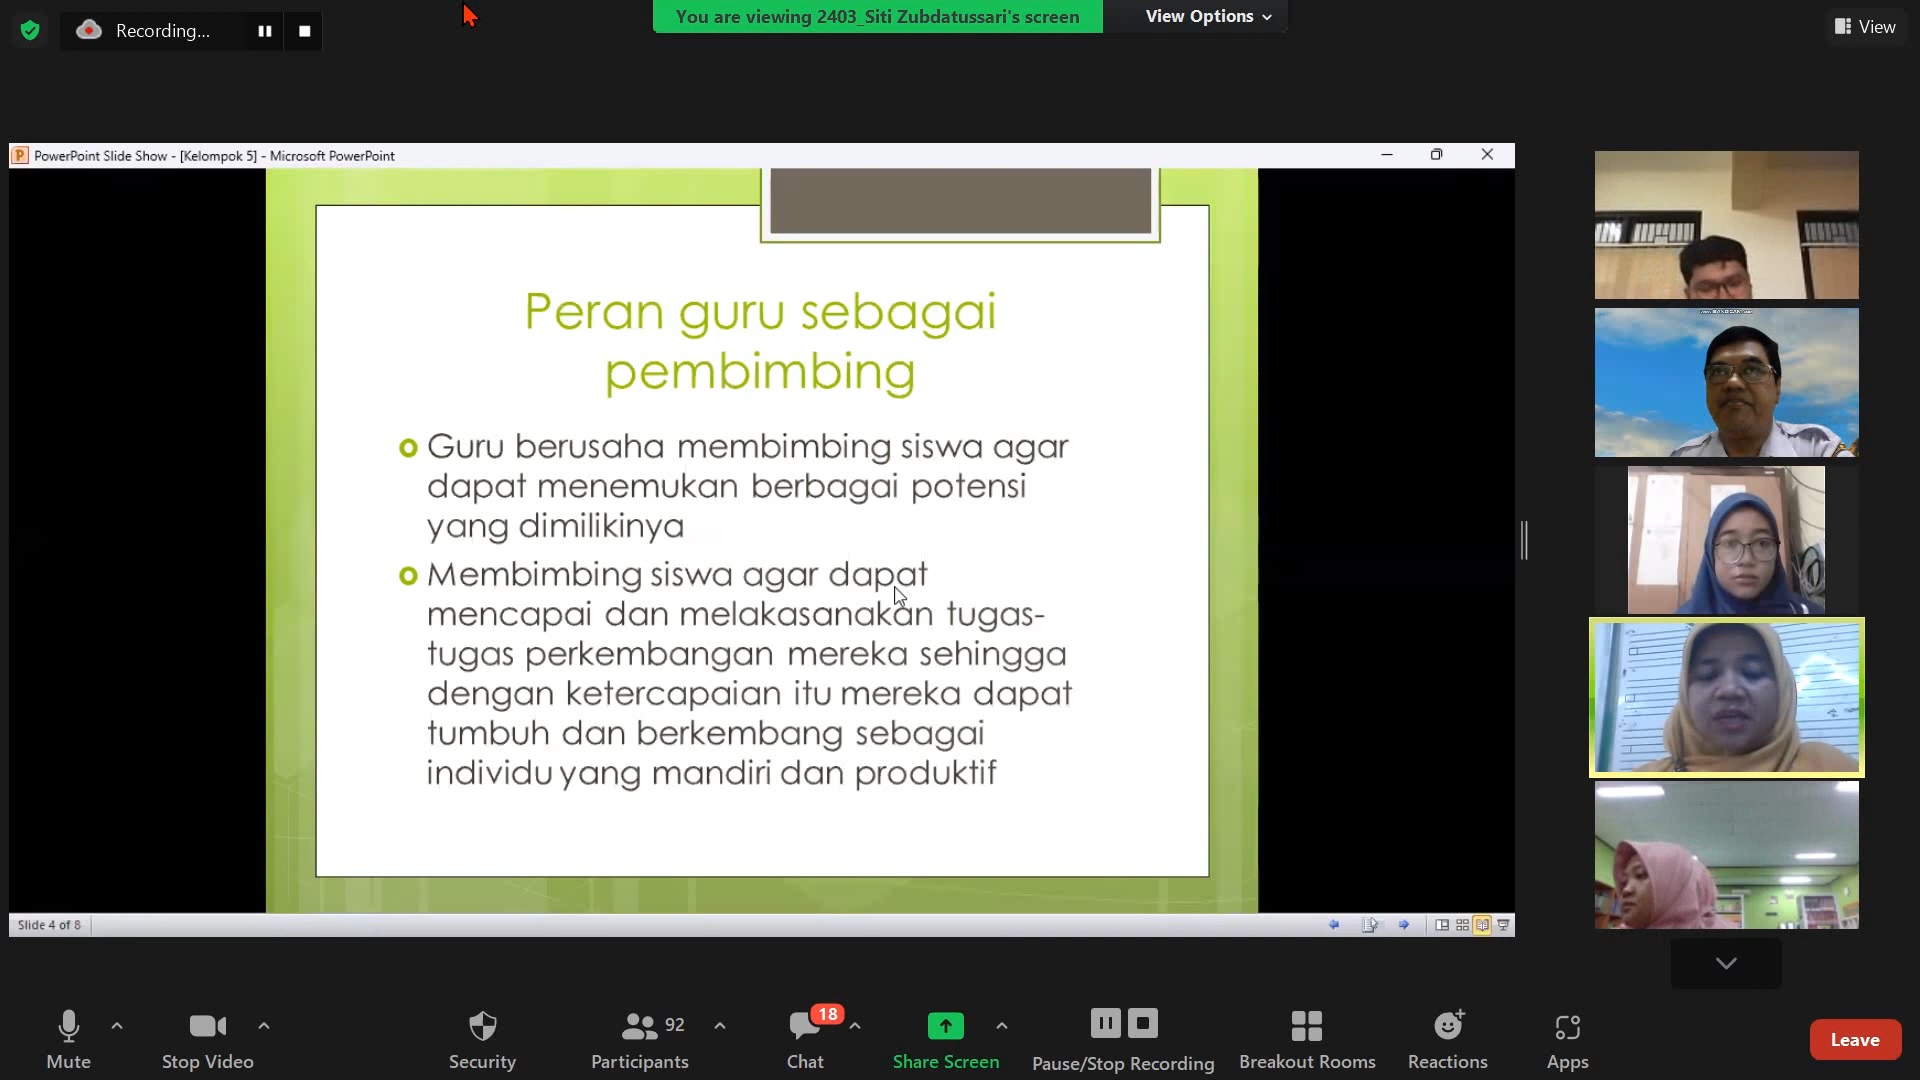 Recording...
You are viewing 2403_Siti Zubdatussari's screen
View Options
View
PowerPoint Slide Show - [Kelompok 5] - Microsoft PowerPoint
Peran guru sebagai
pembimbing
Guru berusaha membimbing siswa agar
dapat menemukan berbagai potensi
yang dimilikinya
Membimbing siswa agar dapat
mencapai dan melakasanakan tugas-
tugas perkembangan mereka sehingga
dengan ketercapaian itu mereka dapat
tumbuh dan berkembang sebagai
individu yang mandiri dan produktif
Slide 4 of 8
Mute
Stop Video
Security
92
Participants
18
Chat
Share Screen
Pause/Stop Recording
Breakout Rooms
Reactions
Apps
Leave